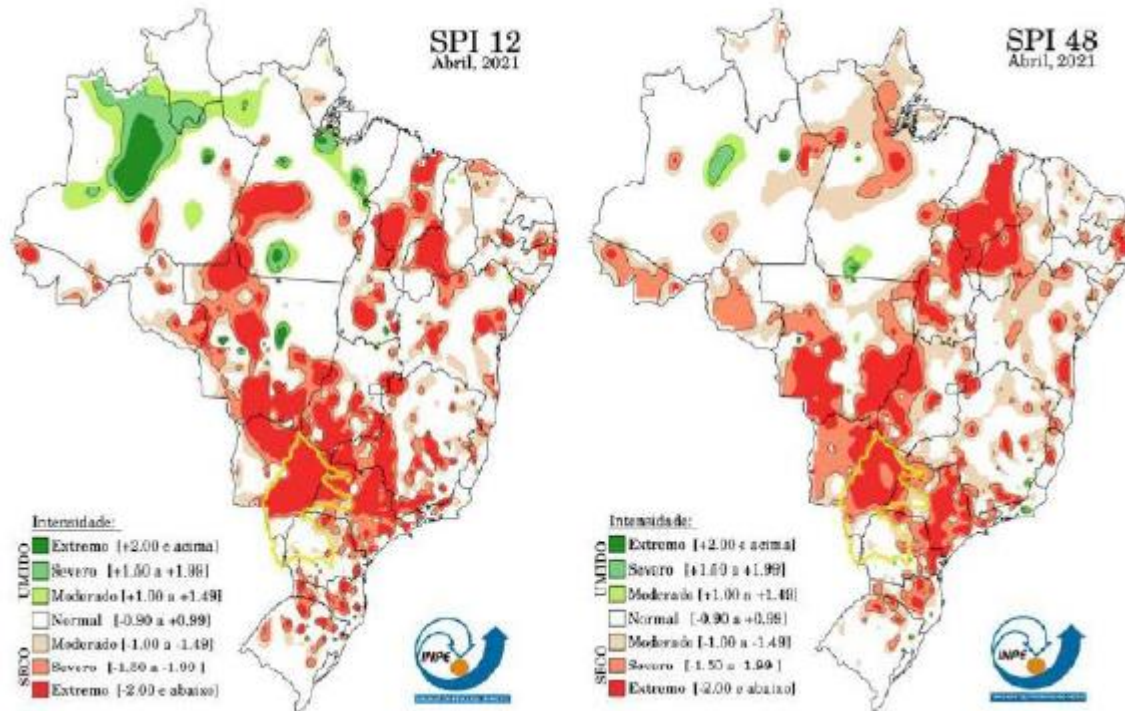 SPI 12
Abril, 2021
Intensidade:
UMIDO
Extremo [+2.00 e acima]
Severo [+1.50 a +1.99]
Moderado [+1.00 a +1.49]
Normal [-0.90 a +0.99]
SECO
Moderado [-1.00 a -1.49]
Severo [-1.50 a -1.99 ]
Extremo [-2.00 e abaixo]
INPE
SPI 48
Abril, 2021
Intensidade:
UMIDO
Extremo [+2.00 e acima]
Severo [+1.50 a +1.99]
Moderado [+1.00 a +1.49]
Normal [-0.90 a +0.99]
SECO
Moderado [-1.00 a -1.49]
Severo [-1.50 a -1.99 ]
Extremo [-2.00 e abaixo]
INPE